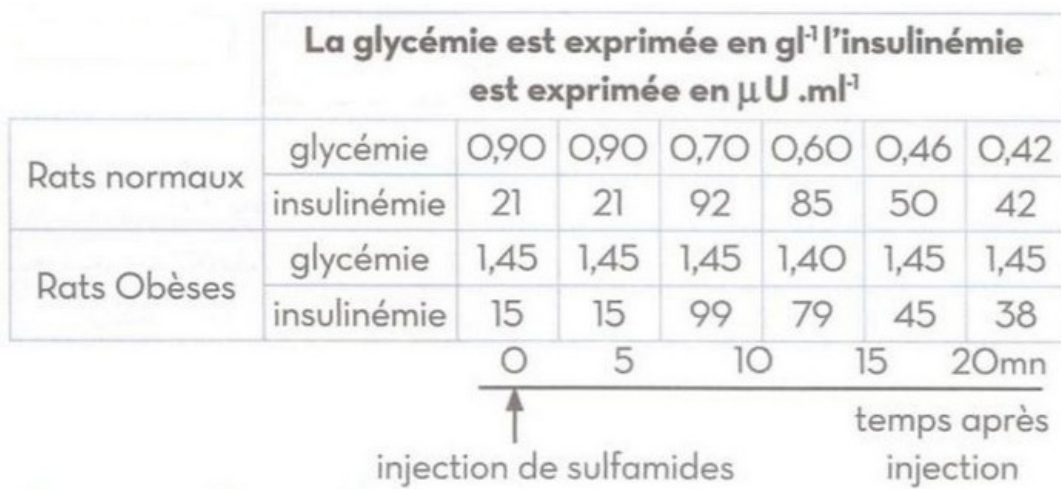 La glycémie est exprimée en gl⁻¹ l'insulinémie
est exprimée en μU .ml⁻¹
Rats normaux
glycémie 0,90 0,90 0,70 0,60 0,46 0,42
insulinémie 21 21 92 85 50 42
Rats Obèses
glycémie 1,45 1,45 1,45 1,40 1,45 1,45
insulinémie 15 15 99 79 45 38
0 5 10 15 20mn
temps après
injection de sulfamides injection